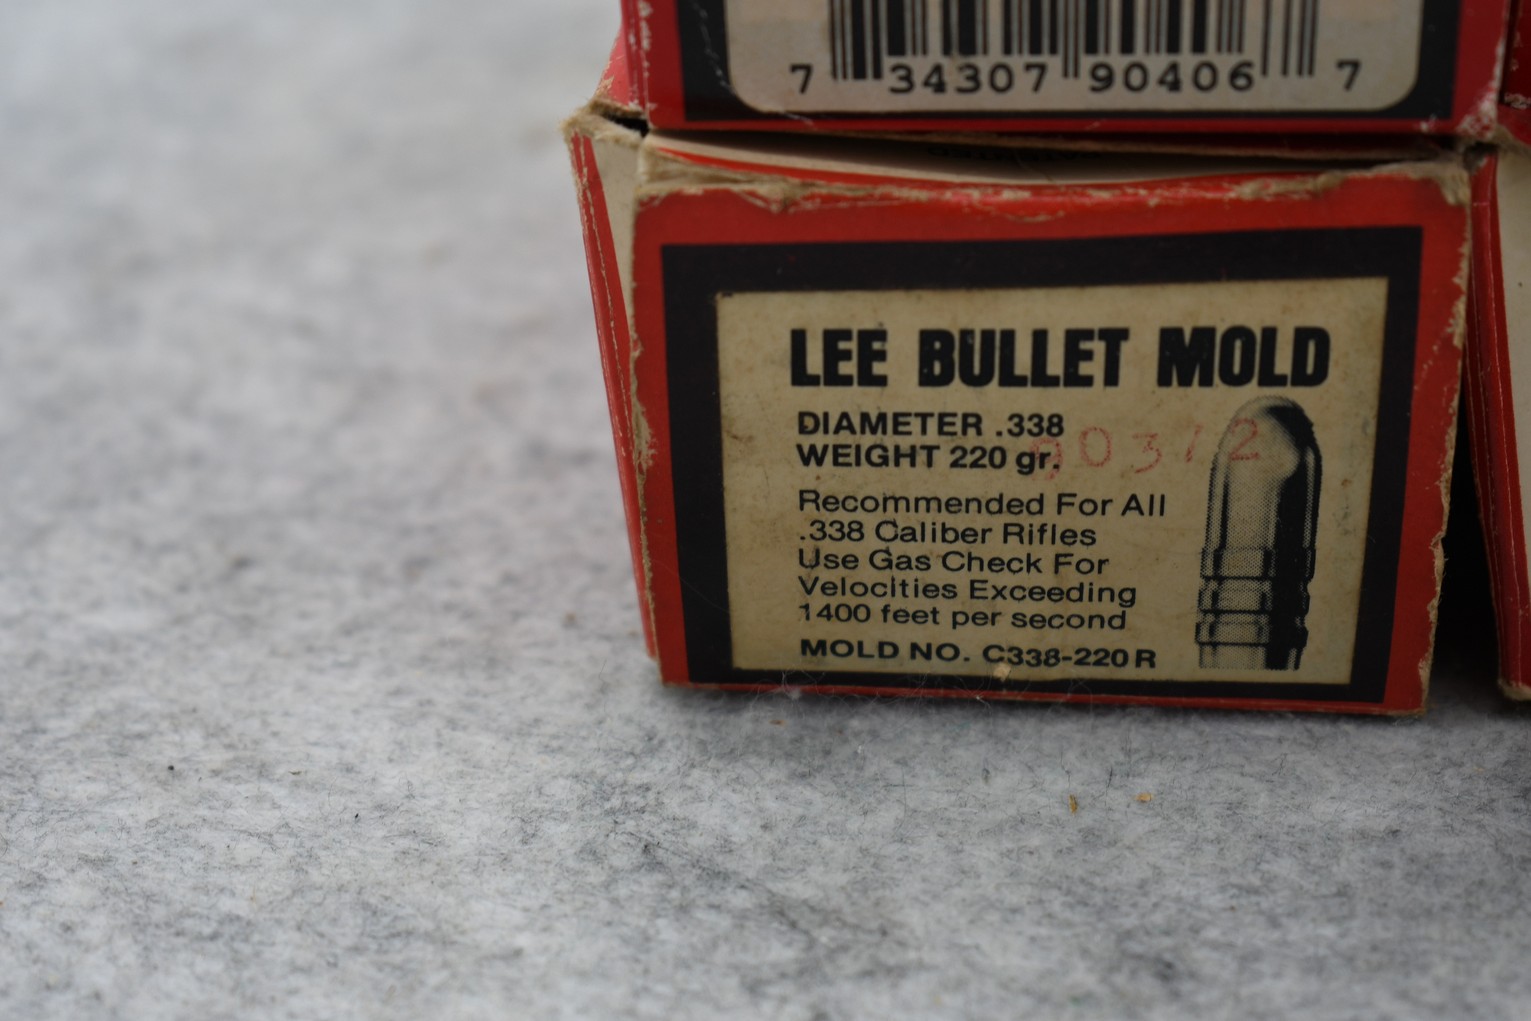 7 34307 90406 7
LEE BULLET MOLD
DIAMETER .338
WEIGHT 220 gr.
90312
Recommended For All
.338 Caliber Rifles
Use Gas Check For
Velocities Exceeding
1400 feet per second
MOLD NO. C338-220R